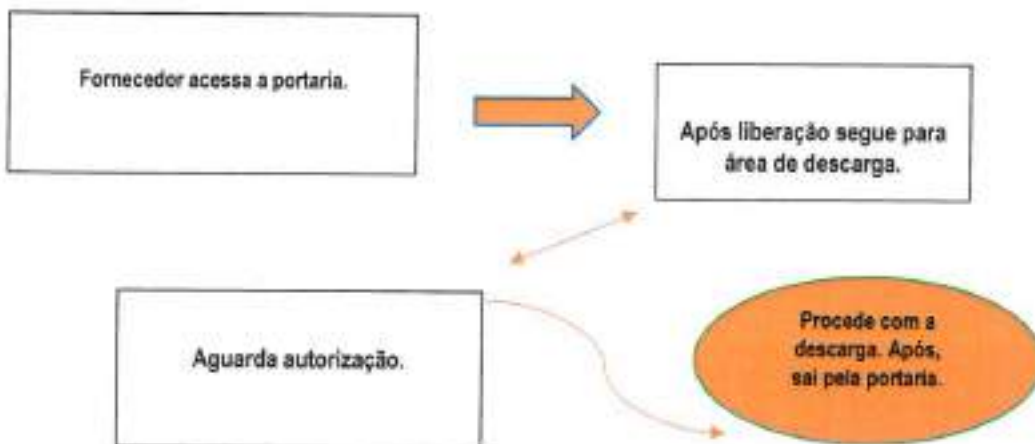 Fornecedor acessa a portaria.
Após liberação segue para
área de descarga.
Aguarda autorização.
Procede com a
descarga. Após,
sai pela portaria.